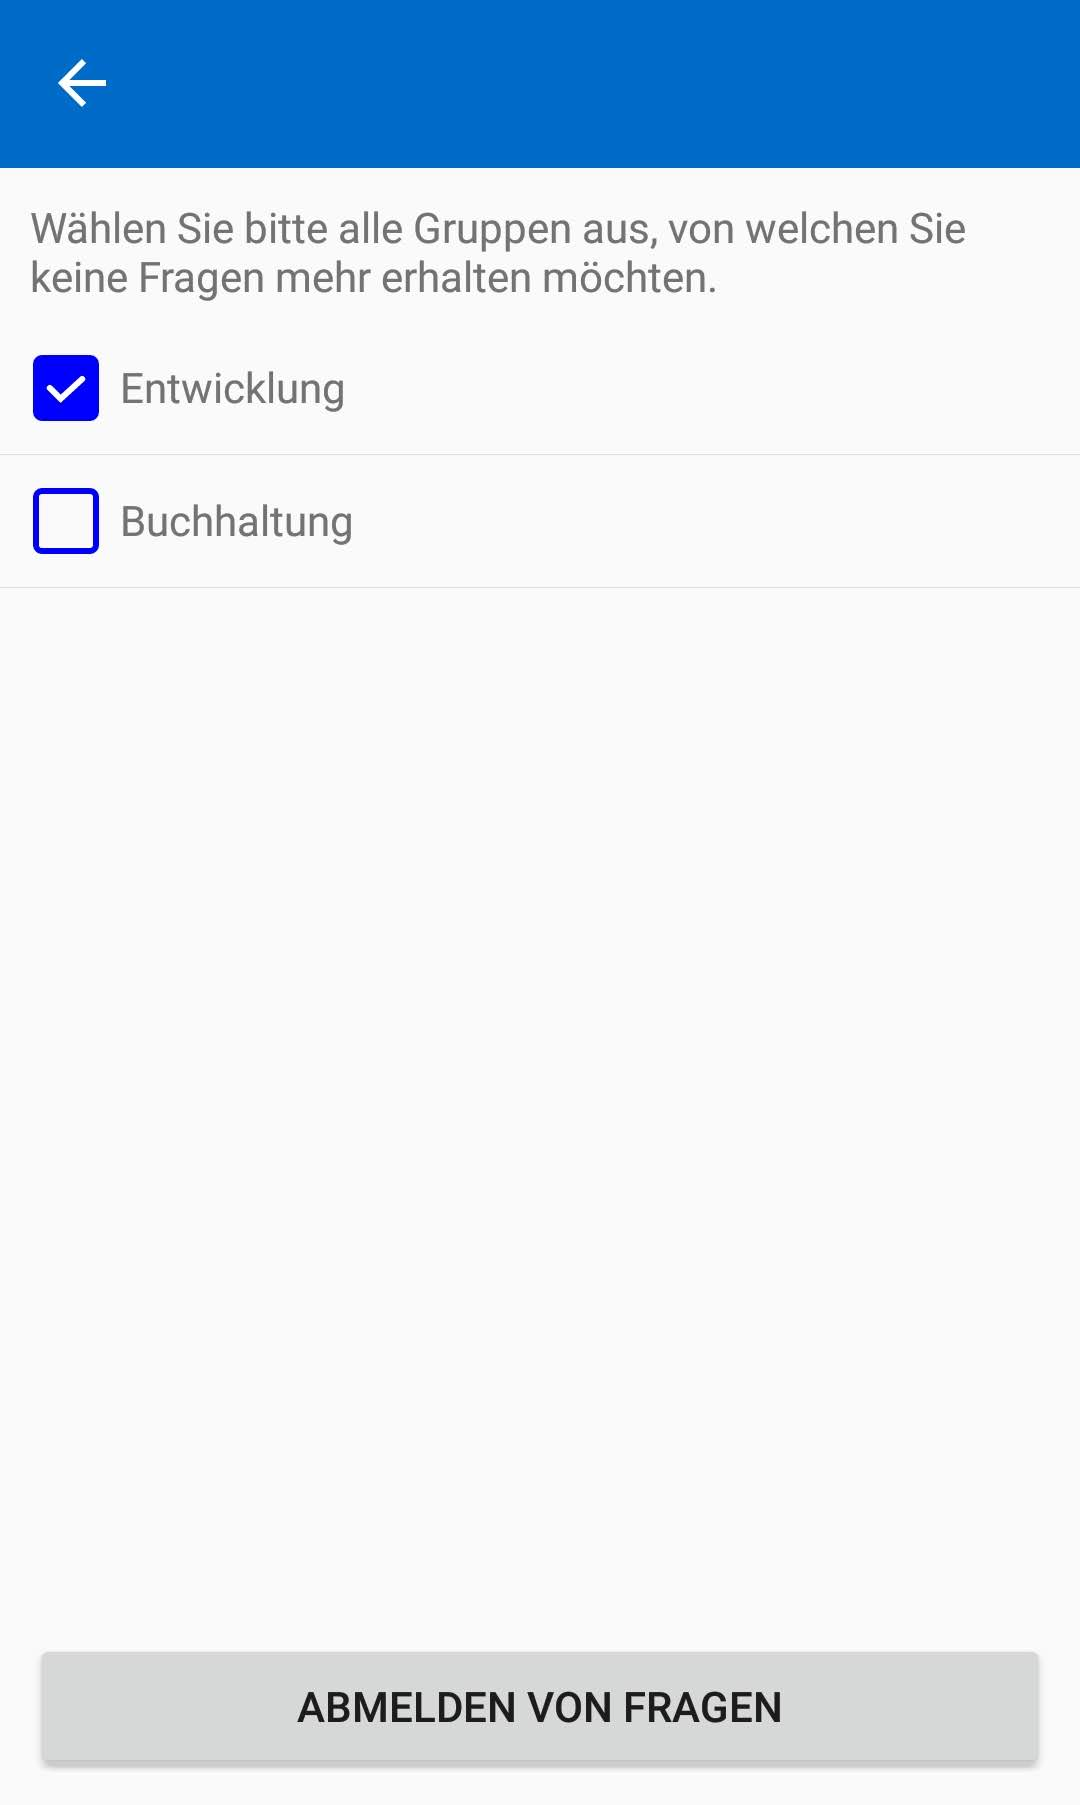 Wählen Sie bitte alle Gruppen aus, von welchen Sie
keine Fragen mehr erhalten möchten.
Entwicklung
Buchhaltung
ABMELDEN VON FRAGEN